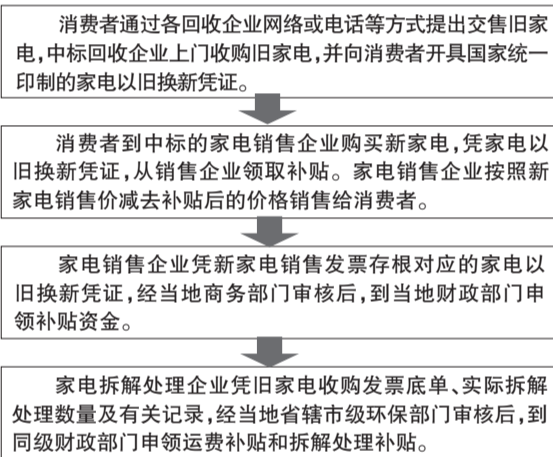 消费者通过各回收企业网络或电话等方式提出交售旧家
电,中标回收企业上门收购旧家电,并向消费者开具国家统一
印制的家电以旧换新凭证。
消费者到中标的家电销售企业购买新家电,凭家电以
旧换新凭证,从销售企业领取补贴。家电销售企业按照新
家电销售价减去补贴后的价格销售给消费者。
家电销售企业凭新家电销售发票存根对应的家电以
旧换新凭证,经当地商务部门审核后,到当地财政部门申
领补贴资金。
家电拆解处理企业凭旧家电收购发票底单、实际拆解
处理数量及有关记录,经当地省辖市级环保部门审核后,到
同级财政部门申领运费补贴和拆解处理补贴。